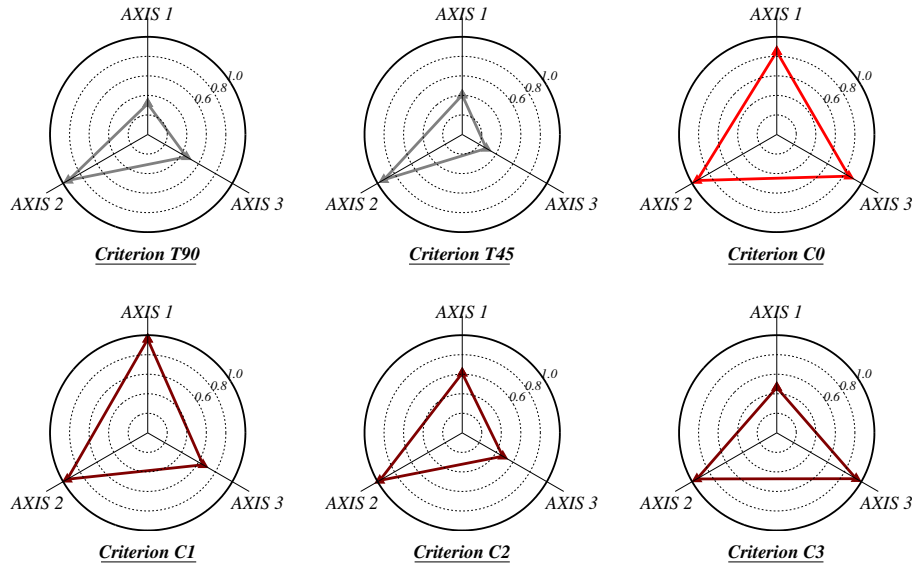 AXIS 1
1.0
0.8
0.6
AXIS 2
AXIS 3
Criterion T90
AXIS 1
1.0
0.8
0.6
AXIS 2
AXIS 3
Criterion T45
AXIS 1
1.0
0.8
0.6
AXIS 2
AXIS 3
Criterion C0
AXIS 1
1.0
0.8
0.6
AXIS 2
AXIS 3
Criterion C1
AXIS 1
1.0
0.8
0.6
AXIS 2
AXIS 3
Criterion C2
AXIS 1
1.0
0.8
0.6
AXIS 2
AXIS 3
Criterion C3